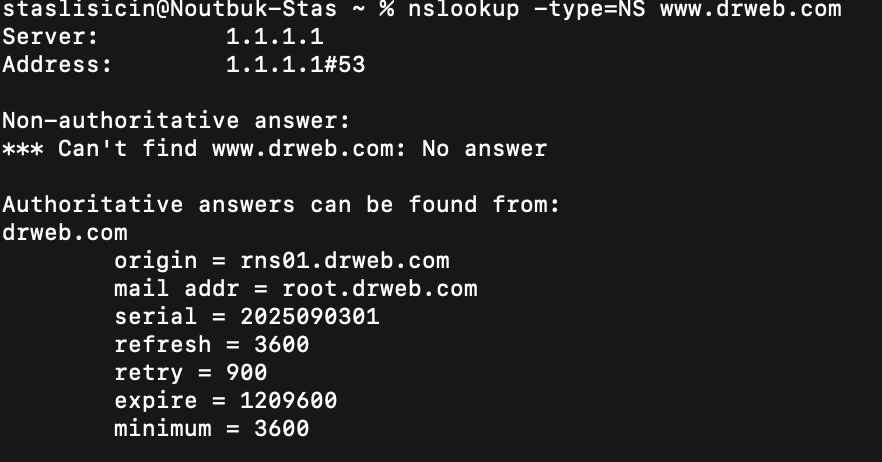 staslisicin@Noutbuk-Stas ~ % nslookup -type=NS www.drweb.com
Server:		1.1.1.1
Address:	1.1.1.1#53

Non-authoritative answer:
*** Can't find www.drweb.com: No answer

Authoritative answers can be found from:
drweb.com
	origin = rns01.drweb.com
	mail addr = root.drweb.com
	serial = 2025090301
	refresh = 3600
	retry = 900
	expire = 1209600
	minimum = 3600